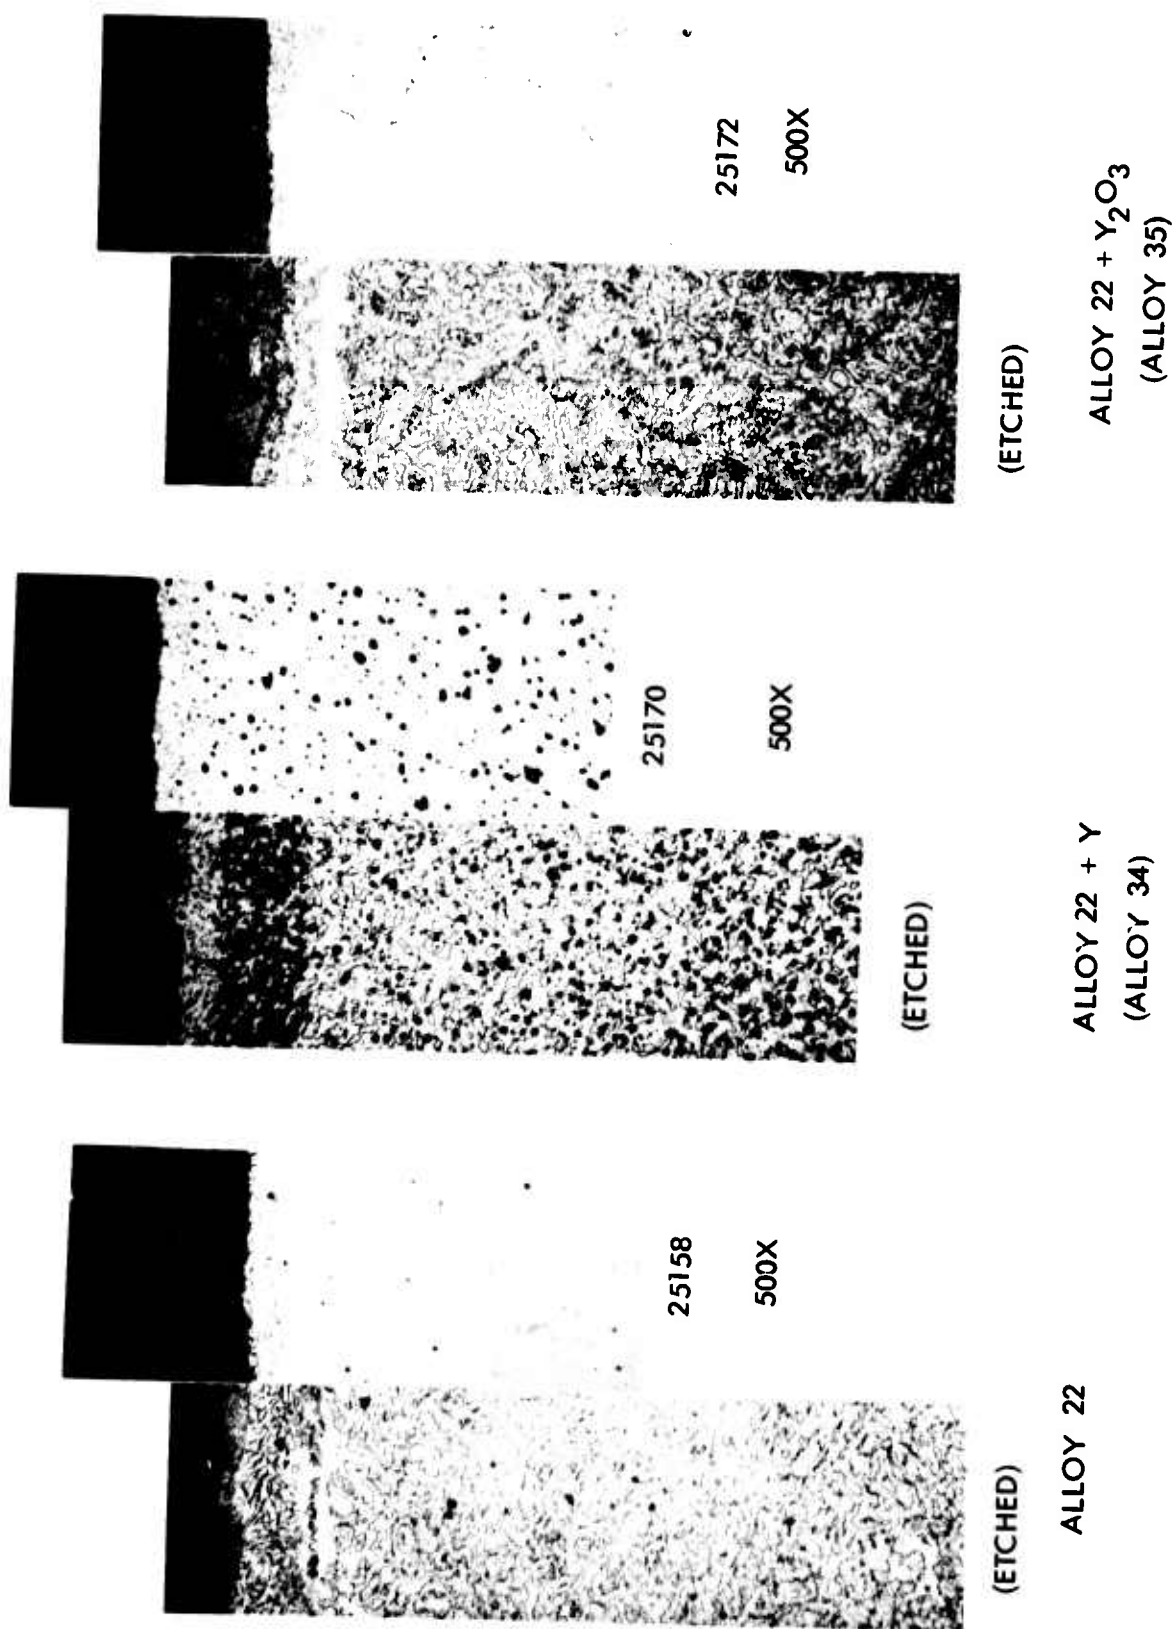 25158
500X
(ETCHED)
ALLOY 22
25170
500X
(ETCHED)
ALLOY 22 + Y
(ALLOY 34)
25172
500X
(ETCHED)
ALLOY 22 + Y₂O₃
(ALLOY 35)